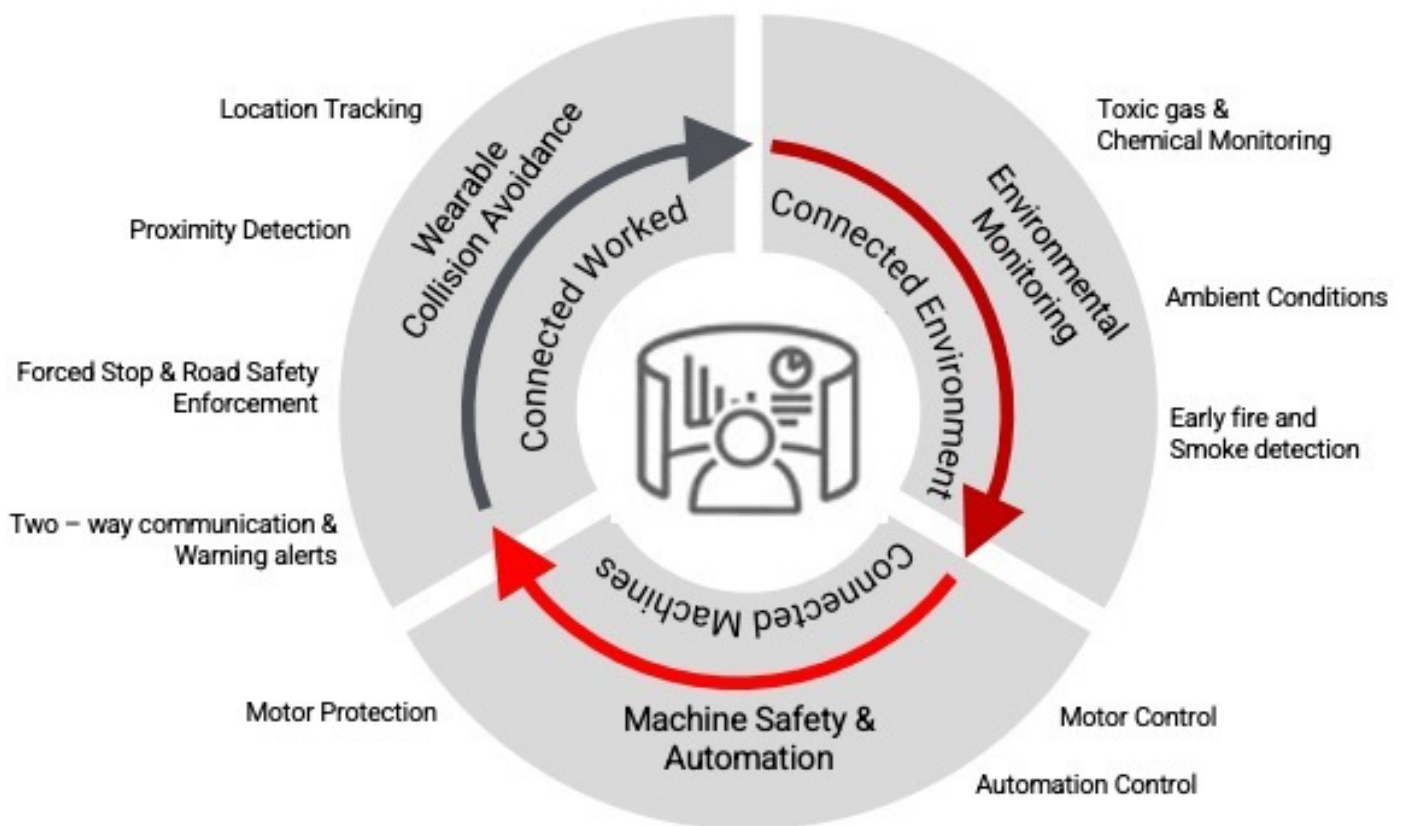 Location Tracking
Proximity Detection
Forced Stop & Road Safety
Enforcement
Two – way communication &
Warning alerts
Wearable
Collision Avoidance
Connected Worked
Toxic gas &
Chemical Monitoring
Ambient Conditions
Early fire and
Smoke detection
Environmental
Monitoring
Connected Environment
Connected Machines
Machine Safety &
Automation
Motor Protection
Motor Control
Automation Control